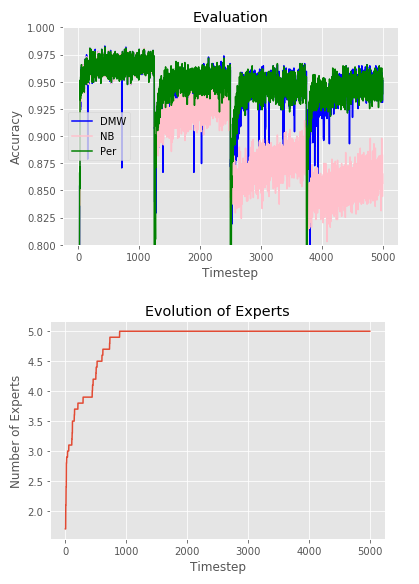 Evaluation
1.000
0.975
0.950
0.925
0.900
0.875
0.850
0.825
0.800
Accuracy
DMW
NB
Per
0 1000 2000 3000 4000 5000
Timestep
Evolution of Experts
5.0
4.5
4.0
3.5
3.0
2.5
2.0
Number of Experts
0 1000 2000 3000 4000 5000
Timestep